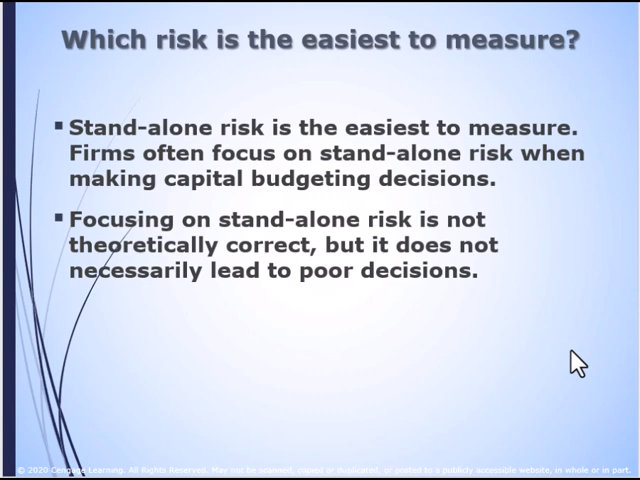 Which risk is the easiest to measure?
▪ Stand-alone risk is the easiest to measure.
Firms often focus on stand-alone risk when
making capital budgeting decisions.
▪ Focusing on stand-alone risk is not
theoretically correct, but it does not
necessarily lead to poor decisions.
© 2020 Cengage Learning. All Rights Reserved. May not be scanned, copied or duplicated, or posted to a publicly accessible website, in whole or in part.